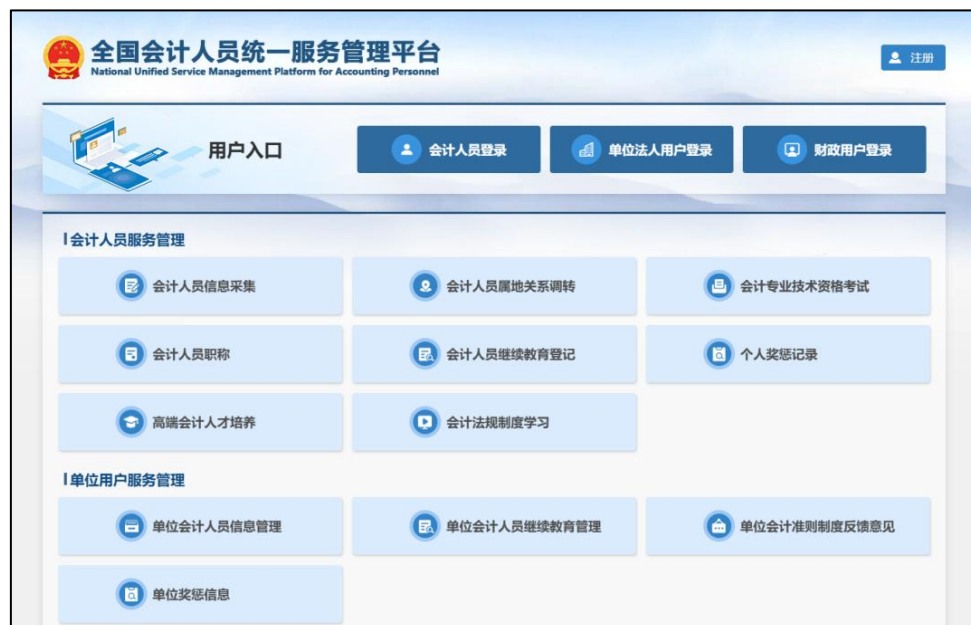 全国会计人员统一服务管理平台
National Unified Service Management Platform for Accounting Personnel
注册
用户入口
会计人员登录
单位法人用户登录
财政用户登录
会计人员服务管理
会计人员信息采集
会计人员属地关系调转
会计专业技术资格考试
会计人员职称
会计人员继续教育登记
个人奖惩记录
高端会计人才培养
会计法规制度学习
单位用户服务管理
单位会计人员信息管理
单位会计人员继续教育管理
单位会计准则制度反馈意见
单位奖惩信息